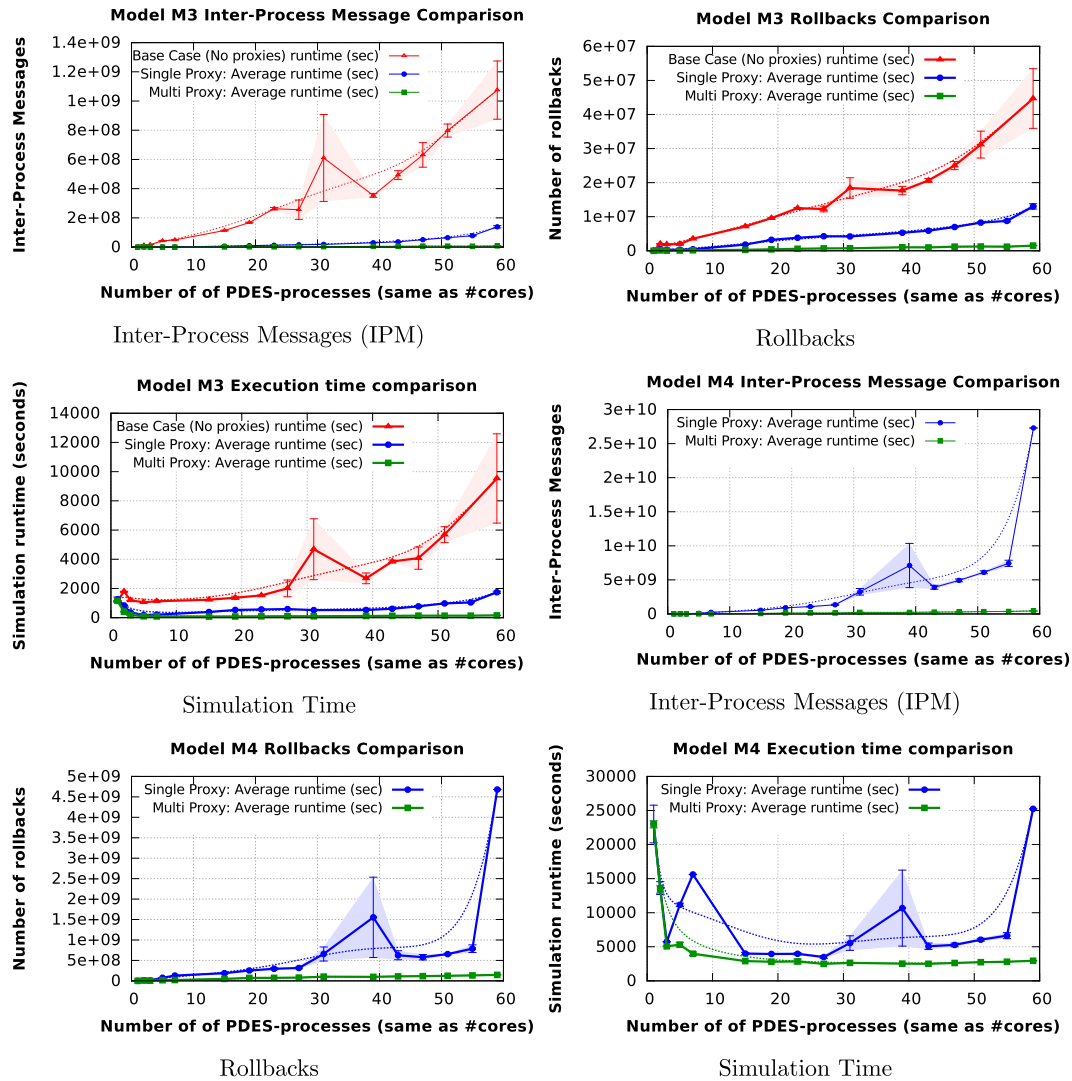 Model M3 Inter-Process Message Comparison
Inter-Process Messages
1.4e+09
1.2e+09
1e+09
8e+08
6e+08
4e+08
2e+08
0
Base Case (No proxies) runtime (sec)
Single Proxy: Average runtime (sec)
Multi Proxy: Average runtime (sec)
0 10 20 30 40 50 60
Number of of PDES-processes (same as #cores)
Inter-Process Messages (IPM)
Model M3 Rollbacks Comparison
Number of rollbacks
6e+07
5e+07
4e+07
3e+07
2e+07
1e+07
0
Base Case (No proxies) runtime (sec)
Single Proxy: Average runtime (sec)
Multi Proxy: Average runtime (sec)
0 10 20 30 40 50 60
Number of of PDES-processes (same as #cores)
Rollbacks
Model M3 Execution time comparison
Simulation runtime (seconds)
14000
12000
10000
8000
6000
4000
2000
0
Base Case (No proxies) runtime (sec)
Single Proxy: Average runtime (sec)
Multi Proxy: Average runtime (sec)
0 10 20 30 40 50 60
Number of of PDES-processes (same as #cores)
Simulation Time
Model M4 Inter-Process Message Comparison
Inter-Process Messages
3e+10
2.5e+10
2e+10
1.5e+10
1e+10
5e+09
0
Single Proxy: Average runtime (sec)
Multi Proxy: Average runtime (sec)
0 10 20 30 40 50 60
Number of of PDES-processes (same as #cores)
Inter-Process Messages (IPM)
Model M4 Rollbacks Comparison
Number of rollbacks
5e+09
4.5e+09
4e+09
3.5e+09
3e+09
2.5e+09
2e+09
1.5e+09
1e+09
5e+08
0
Single Proxy: Average runtime (sec)
Multi Proxy: Average runtime (sec)
0 10 20 30 40 50 60
Number of of PDES-processes (same as #cores)
Rollbacks
Model M4 Execution time comparison
Simulation runtime (seconds)
30000
25000
20000
15000
10000
5000
0
Single Proxy: Average runtime (sec)
Multi Proxy: Average runtime (sec)
0 10 20 30 40 50 60
Number of of PDES-processes (same as #cores)
Simulation Time